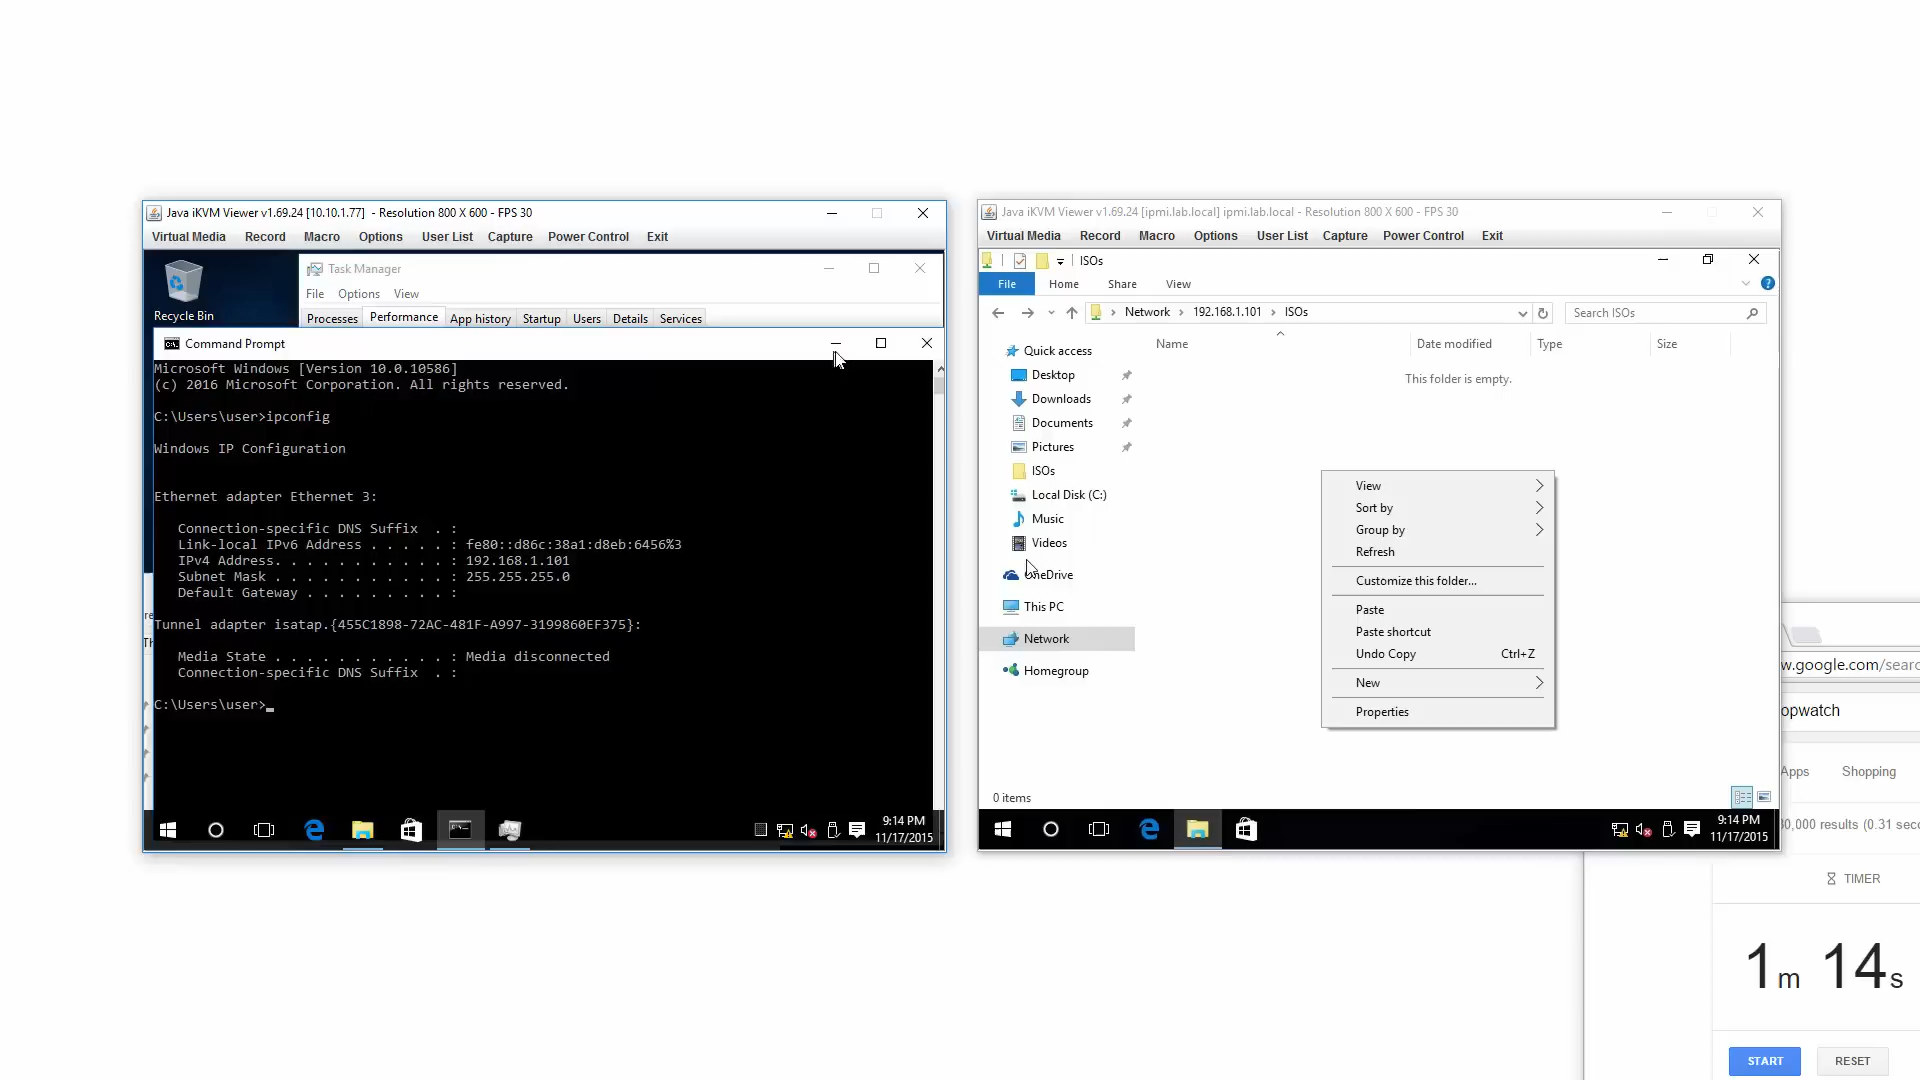 Java iKVM Viewer v1.69.24 [10.10.1.77] - Resolution 800 X 600 - FPS 30
Virtual Media Record Macro Options User List Capture Power Control Exit
Recycle Bin
Task Manager
File Options View
Processes Performance App history Startup Users Details Services
Command Prompt
Microsoft Windows [Version 10.0.10586]
(c) 2016 Microsoft Corporation. All rights reserved.
C:\Users\user>ipconfig
Windows IP Configuration
Ethernet adapter Ethernet 3:
Connection-specific DNS Suffix . :
Link-local IPv6 Address . . . . . : fe80::d86c:38a1:d8eb:6456%3
IPv4 Address. . . . . . . . . . . : 192.168.1.101
Subnet Mask . . . . . . . . . . . : 255.255.255.0
Default Gateway . . . . . . . . . :
Tunnel adapter isatap.{455C1898-72AC-481F-A997-3199860EF375}:
Media State . . . . . . . . . . . : Media disconnected
Connection-specific DNS Suffix . :
C:\Users\user>_
9:14 PM
11/17/2015
Java iKVM Viewer v1.69.24 [ipmi.lab.local] ipmi.lab.local - Resolution 800 X 600 - FPS 30
Virtual Media Record Macro Options User List Capture Power Control Exit
ISOs
File Home Share View
Network > 192.168.1.101 > ISOs
Search ISOs
Name Date modified Type Size
This folder is empty.
Quick access
Desktop
Downloads
Documents
Pictures
ISOs
Local Disk (C:)
Music
Videos
OneDrive
This PC
Network
Homegroup
View
Sort by
Group by
Refresh
Customize this folder...
Paste
Paste shortcut
Undo Copy Ctrl+Z
New
Properties
0 items
9:14 PM
11/17/2015
w.google.com/searc
opwatch
Apps Shopping
30,000 results (0.31 seco
TIMER
1m 14s
START RESET